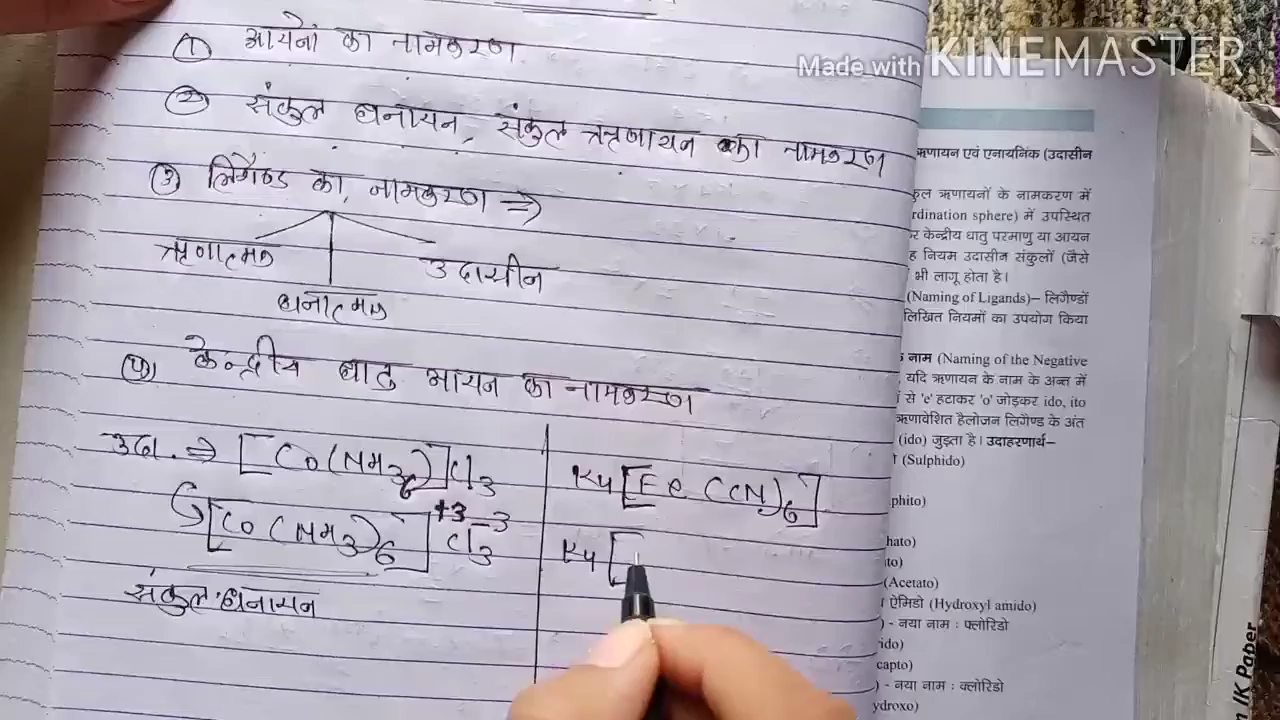 Made with KINEMASTER
① आयनों का नामकरण
② संकुल धनायन, संकुल ऋणायन का नामकरण
③ लिगैण्ड का नामकरण ⇒
ऋणात्मक
उदासीन
धनात्मक
④ केन्द्रीय धातु आयन का नामकरण
उदा. ⇒ [Co(NH3)6]Cl3
[Co(NH3)6]+3 Cl3-3
संकुल धनायन
K4[Fe(CN)6]
K4[
ऋणायन एवं एनायनिक (उदासीन
कुल ऋणायनों के नामकरण में
rdination sphere) में उपस्थित
र केन्द्रीय धातु परमाणु या आयन
ह नियम उदासीन संकुलों (जैसे
भी लागू होता है।
(Naming of Ligands)– लिगैण्डों
लिखित नियमों का उपयोग किया
नाम (Naming of the Negative
यदि ऋणायन के नाम के अन्त में
से 'e' हटाकर 'o' जोड़कर ido, ito
ऋणावेशित हैलोजन लिगैण्ड के अंत
(ido) जुड़ता है। उदाहरणार्थ–
(Sulphido)
phito)
hato)
to)
(Acetato)
ऐमिडो (Hydroxyl amido)
) - नया नाम : फ्लोरिडो
ido)
capto)
) - नया नाम : क्लोरिडो
ydroxo)
IK Paper